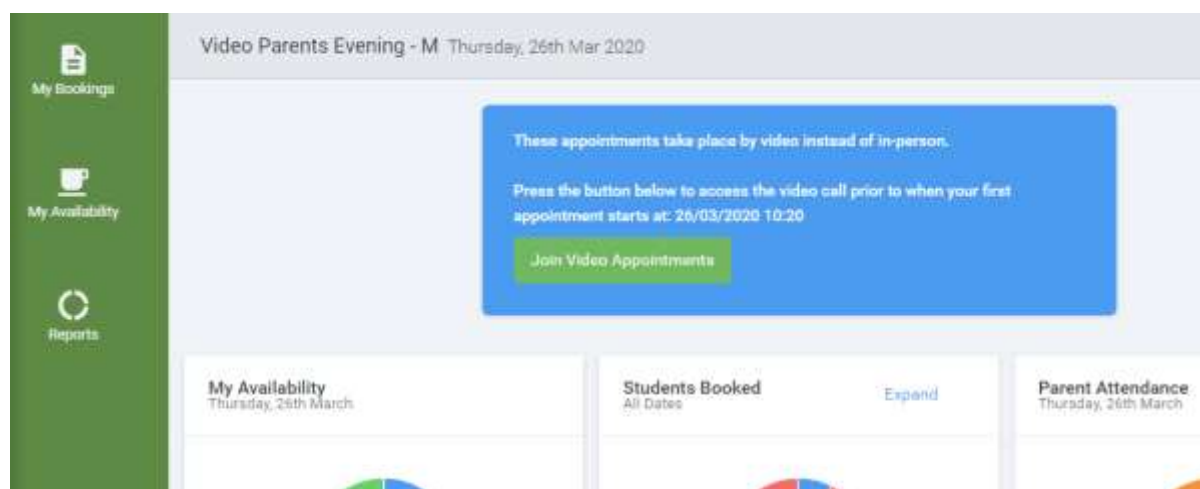 Video Parents Evening - M Thursday, 26th Mar 2020
My Bookings
My Availability
Reports
These appointments take place by video instead of in-person.
Press the button below to access the video call prior to when your first
appointment starts at: 26/03/2020 10:20
Join Video Appointments
My Availability
Thursday, 26th March
Students Booked
All Dates
Expand
Parent Attendance
Thursday, 26th March